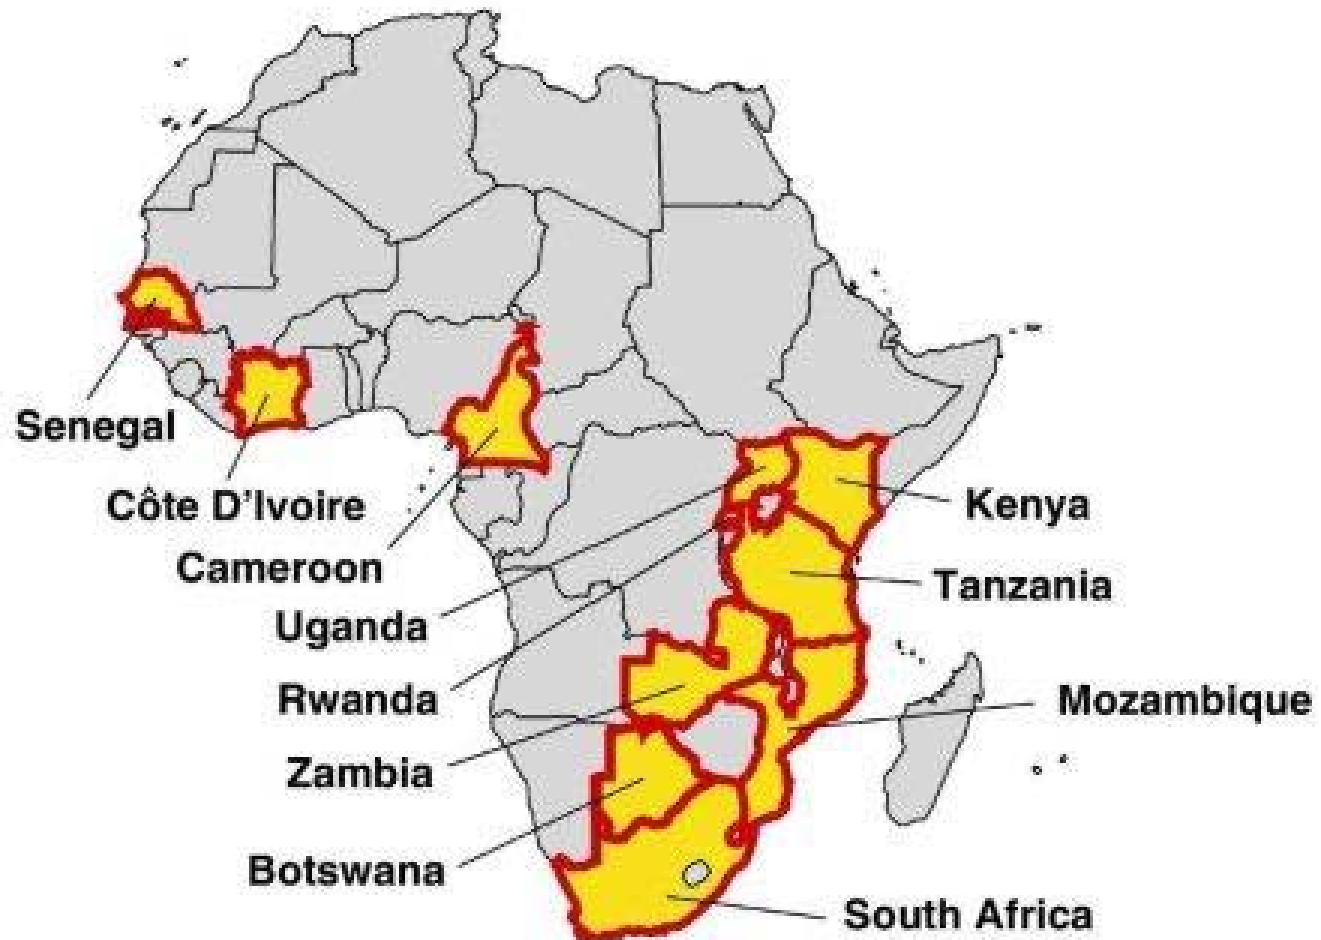 Senegal
Côte D'Ivoire
Kenya
Cameroon
Tanzania
Uganda
Rwanda
Mozambique
Zambia
Botswana
South Africa